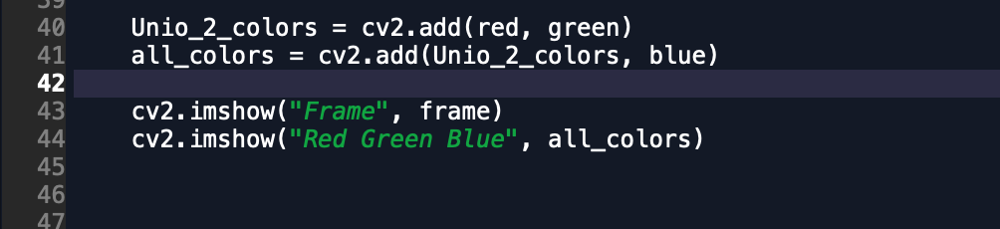 39
40 Unio_2_colors = cv2.add(red, green)
41 all_colors = cv2.add(Unio_2_colors, blue)
42
43 cv2.imshow("Frame", frame)
44 cv2.imshow("Red Green Blue", all_colors)
45
46
47